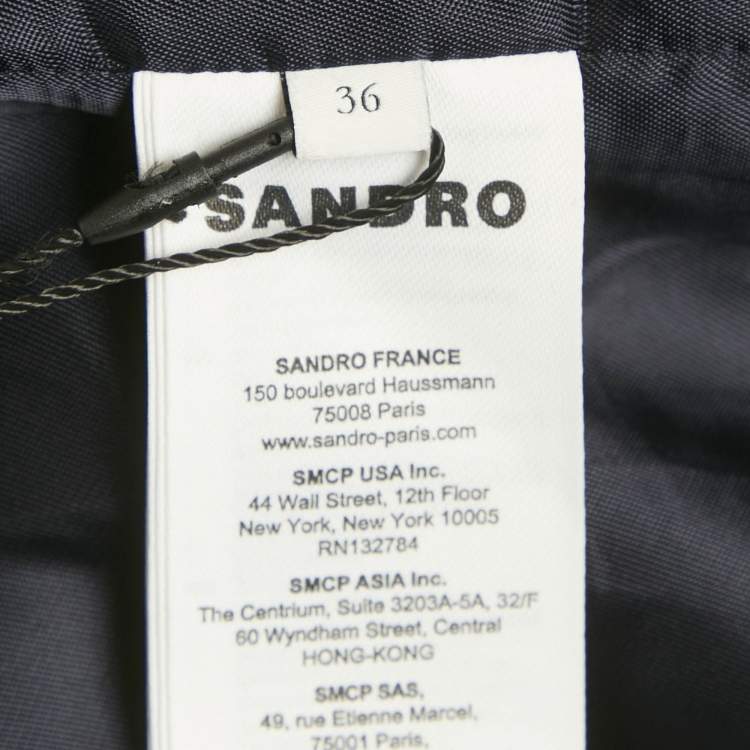 36
SANDRO
SANDRO FRANCE
150 boulevard Haussmann
75008 Paris
www.sandro-paris.com
SMCP USA Inc.
44 Wall Street, 12th Floor
New York, New York 10005
RN132784
SMCP ASIA Inc.
The Centrium, Suite 3203A-5A, 32/F
60 Wyndham Street, Central
HONG-KONG
SMCP SAS,
49, rue Etienne Marcel,
75001 Paris,